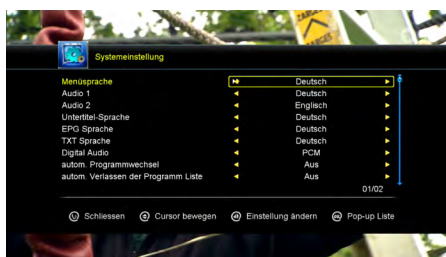 ZARGES
Systemeinstellung
Menüsprache Deutsch
Audio 1 Deutsch
Audio 2 Englisch
Untertitel-Sprache Deutsch
EPG Sprache Deutsch
TXT Sprache Deutsch
Digital Audio PCM
autom. Programmwechsel Aus
autom. Verlassen der Programm Liste Aus
01/02
Schliessen Cursor bewegen Einstellung ändern Pop-up Liste